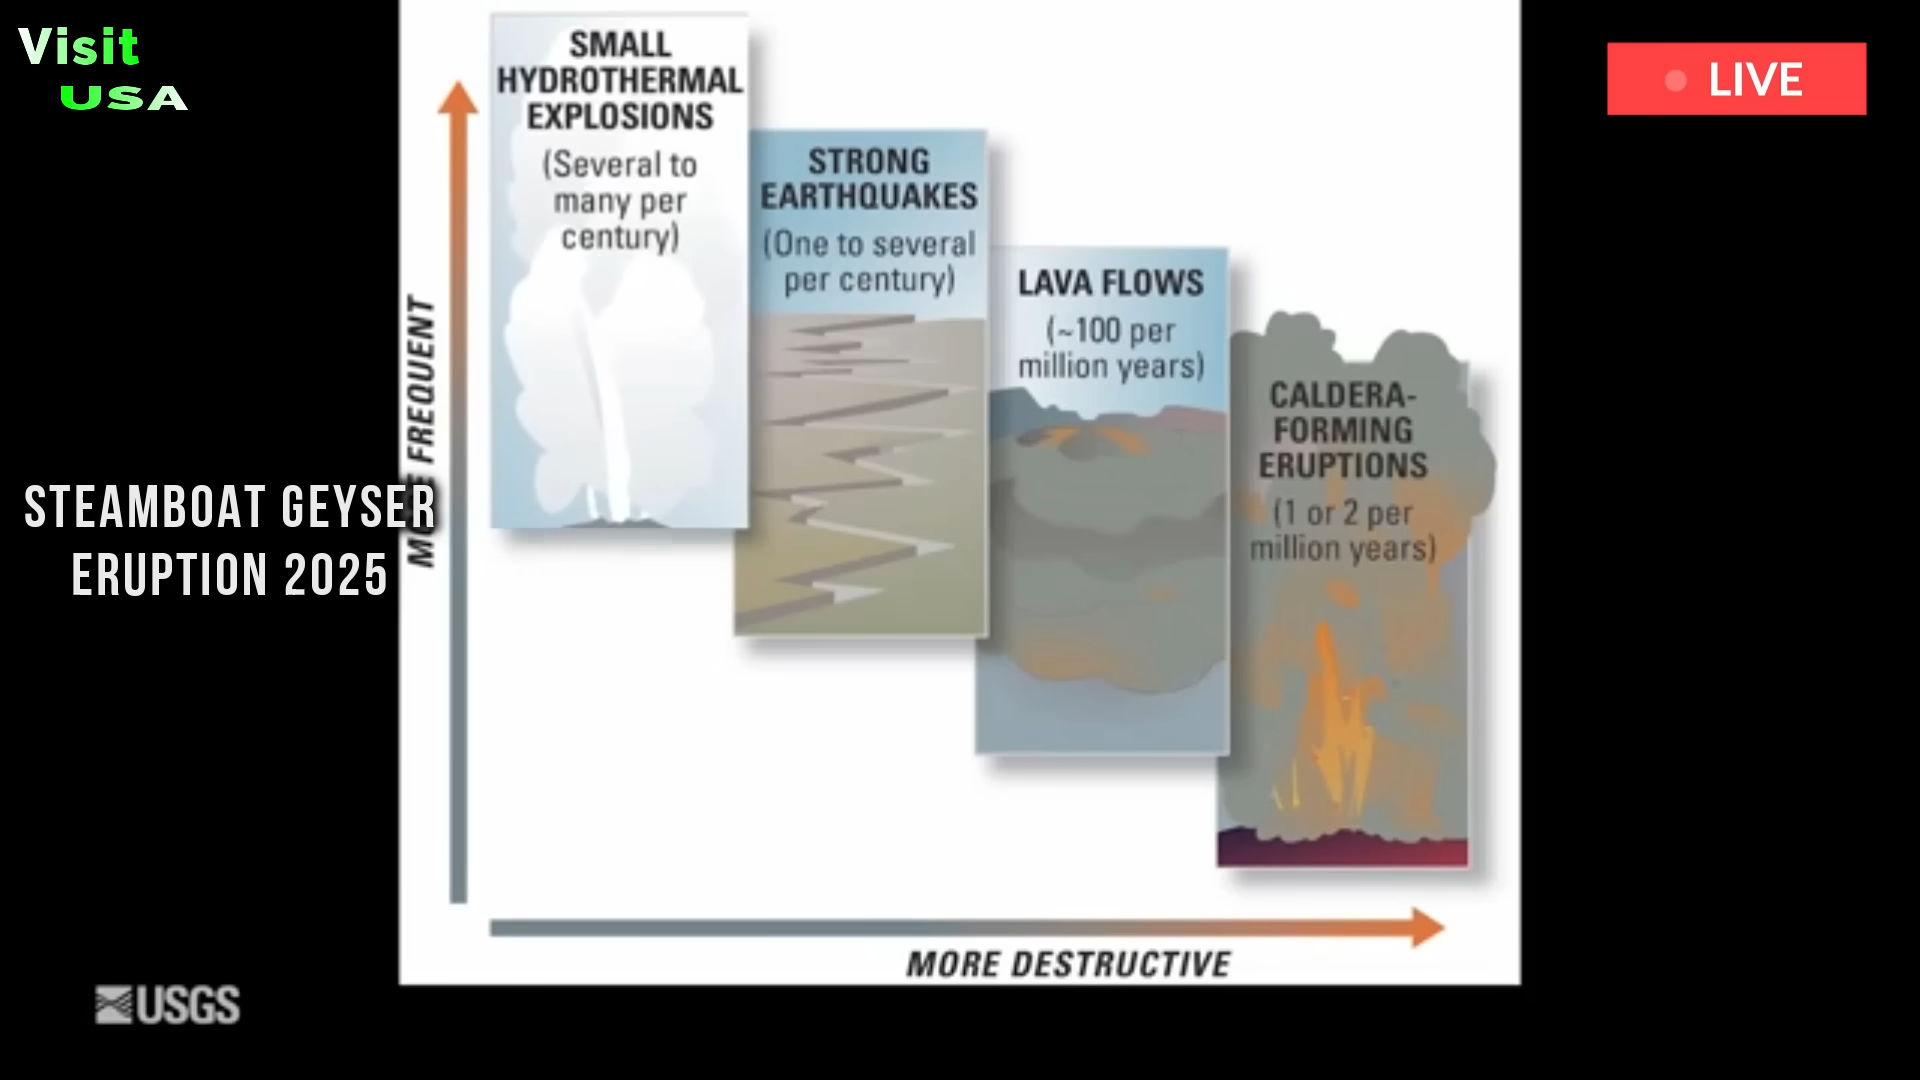 Visit
USA
LIVE
SMALL
HYDROTHERMAL
EXPLOSIONS
(Several to
many per
century)
STRONG
EARTHQUAKES
(One to several
per century)
LAVA FLOWS
(~100 per
million years)
CALDERA-
FORMING
ERUPTIONS
(1 or 2 per
million years)
MORE FREQUENT
STEAMBOAT GEYSER
ERUPTION 2025
MORE DESTRUCTIVE
USGS